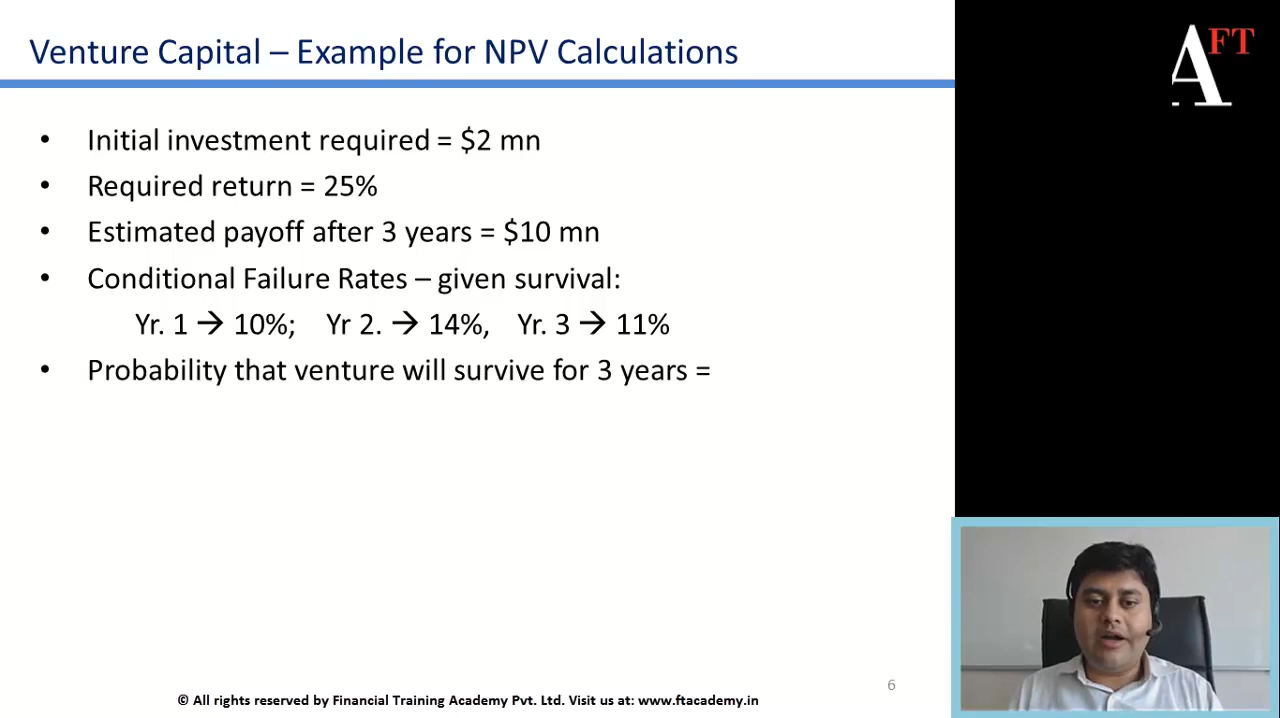 Venture Capital – Example for NPV Calculations
AFT
• Initial investment required = $2 mn
• Required return = 25%
• Estimated payoff after 3 years = $10 mn
• Conditional Failure Rates – given survival:
Yr. 1 → 10%; Yr 2. → 14%, Yr. 3 → 11%
• Probability that venture will survive for 3 years =
6
© All rights reserved by Financial Training Academy Pvt. Ltd. Visit us at: www.ftacademy.in